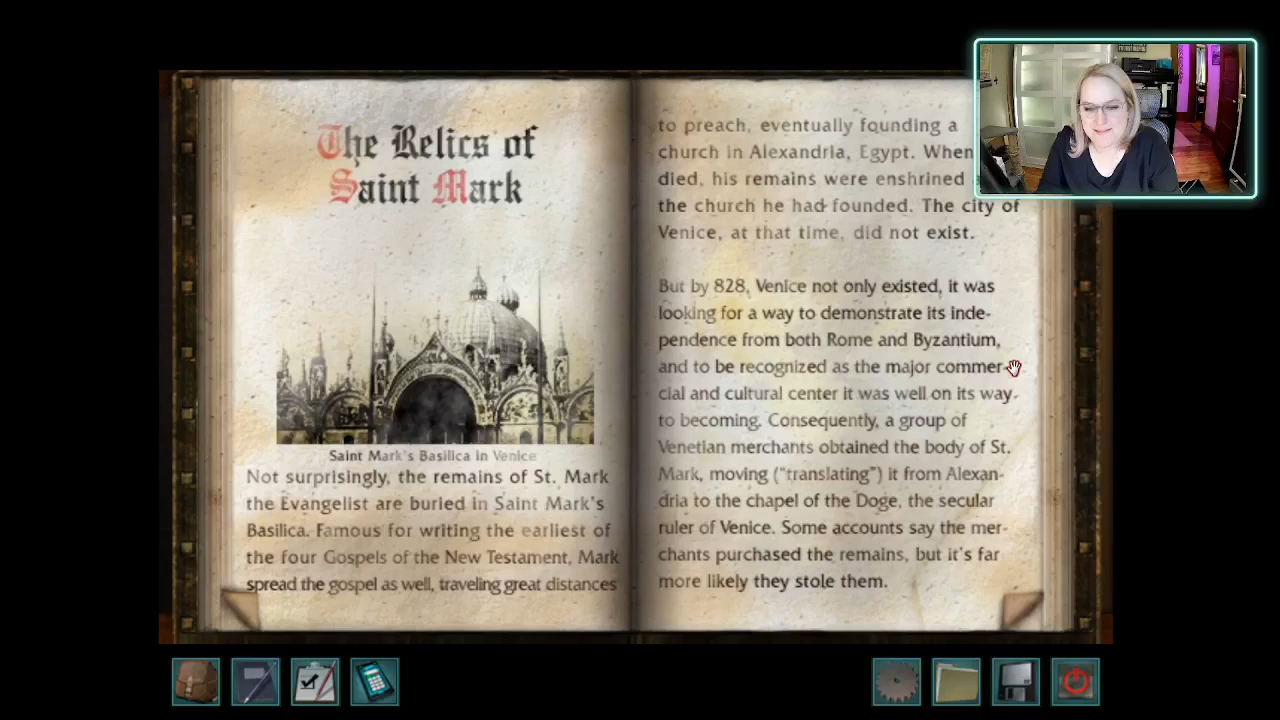 The Relics of
Saint Mark
Saint Mark's Basilica in Venice
Not surprisingly, the remains of St. Mark
the Evangelist are buried in Saint Mark's
Basilica. Famous for writing the earliest of
the four Gospels of the New Testament, Mark
spread the gospel as well, traveling great distances
to preach, eventually founding a
church in Alexandria, Egypt. When
died, his remains were enshrined
the church he had founded. The city of
Venice, at that time, did not exist.
But by 828, Venice not only existed, it was
looking for a way to demonstrate its inde-
pendence from both Rome and Byzantium,
and to be recognized as the major commer-
cial and cultural center it was well on its way
to becoming. Consequently, a group of
Venetian merchants obtained the body of St.
Mark, moving ("translating") it from Alexan-
dria to the chapel of the Doge, the secular
ruler of Venice. Some accounts say the mer-
chants purchased the remains, but it's far
more likely they stole them.